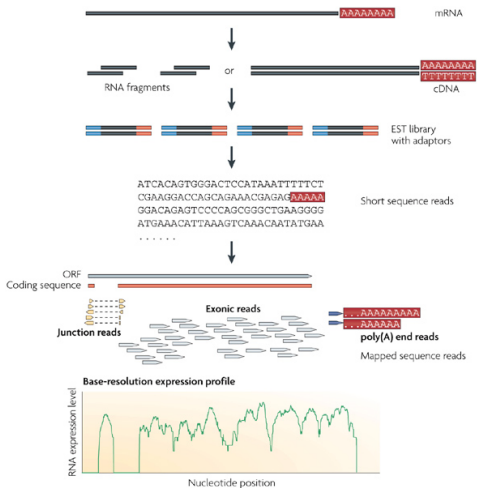 AAAAAAAA mRNA
or
AAAAAAAA
TTTTTTTT
RNA fragments
cDNA
EST library
with adaptors
ATCACAGTGGGACTCCATAAATTTTTCT
CGAAGGACCAGCAGAAACGAGAGAAAAA
GGACAGAGTCCCCAGCGGGCTGAAGGGG
ATGAAACATTAAAGTCAAACAATATGAA
......
Short sequence reads
ORF
Coding sequence
Junction reads
Exonic reads
...AAAAAAAAA
...AAAAAA
poly(A) end reads
Mapped sequence reads
Base-resolution expression profile
RNA expression level
Nucleotide position